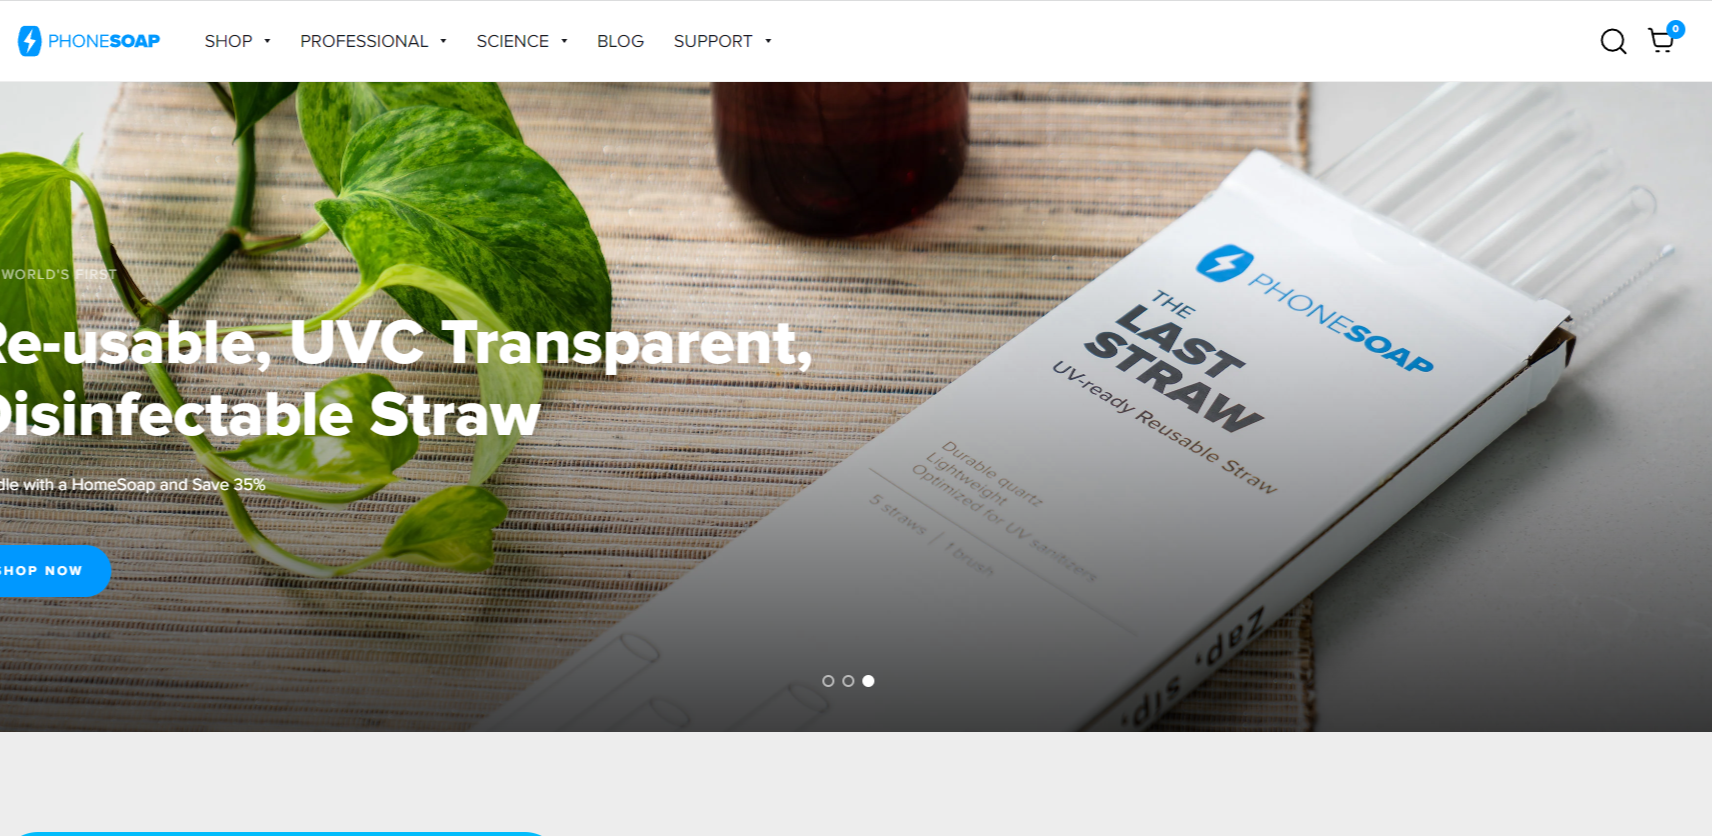 PHONESOAP
SHOP
PROFESSIONAL
SCIENCE
BLOG
SUPPORT
0
WORLD'S FIRST
Re-usable, UVC Transparent,
Disinfectable Straw
dle with a HomeSoap and Save 35%
SHOP NOW
PHONESOAP
THE
LAST
STRAW
UV-ready Reusable Straw
Durable quartz
Lightweight
Optimized for UV sanitizers
5 straws | 1 brush
Zap, sip,